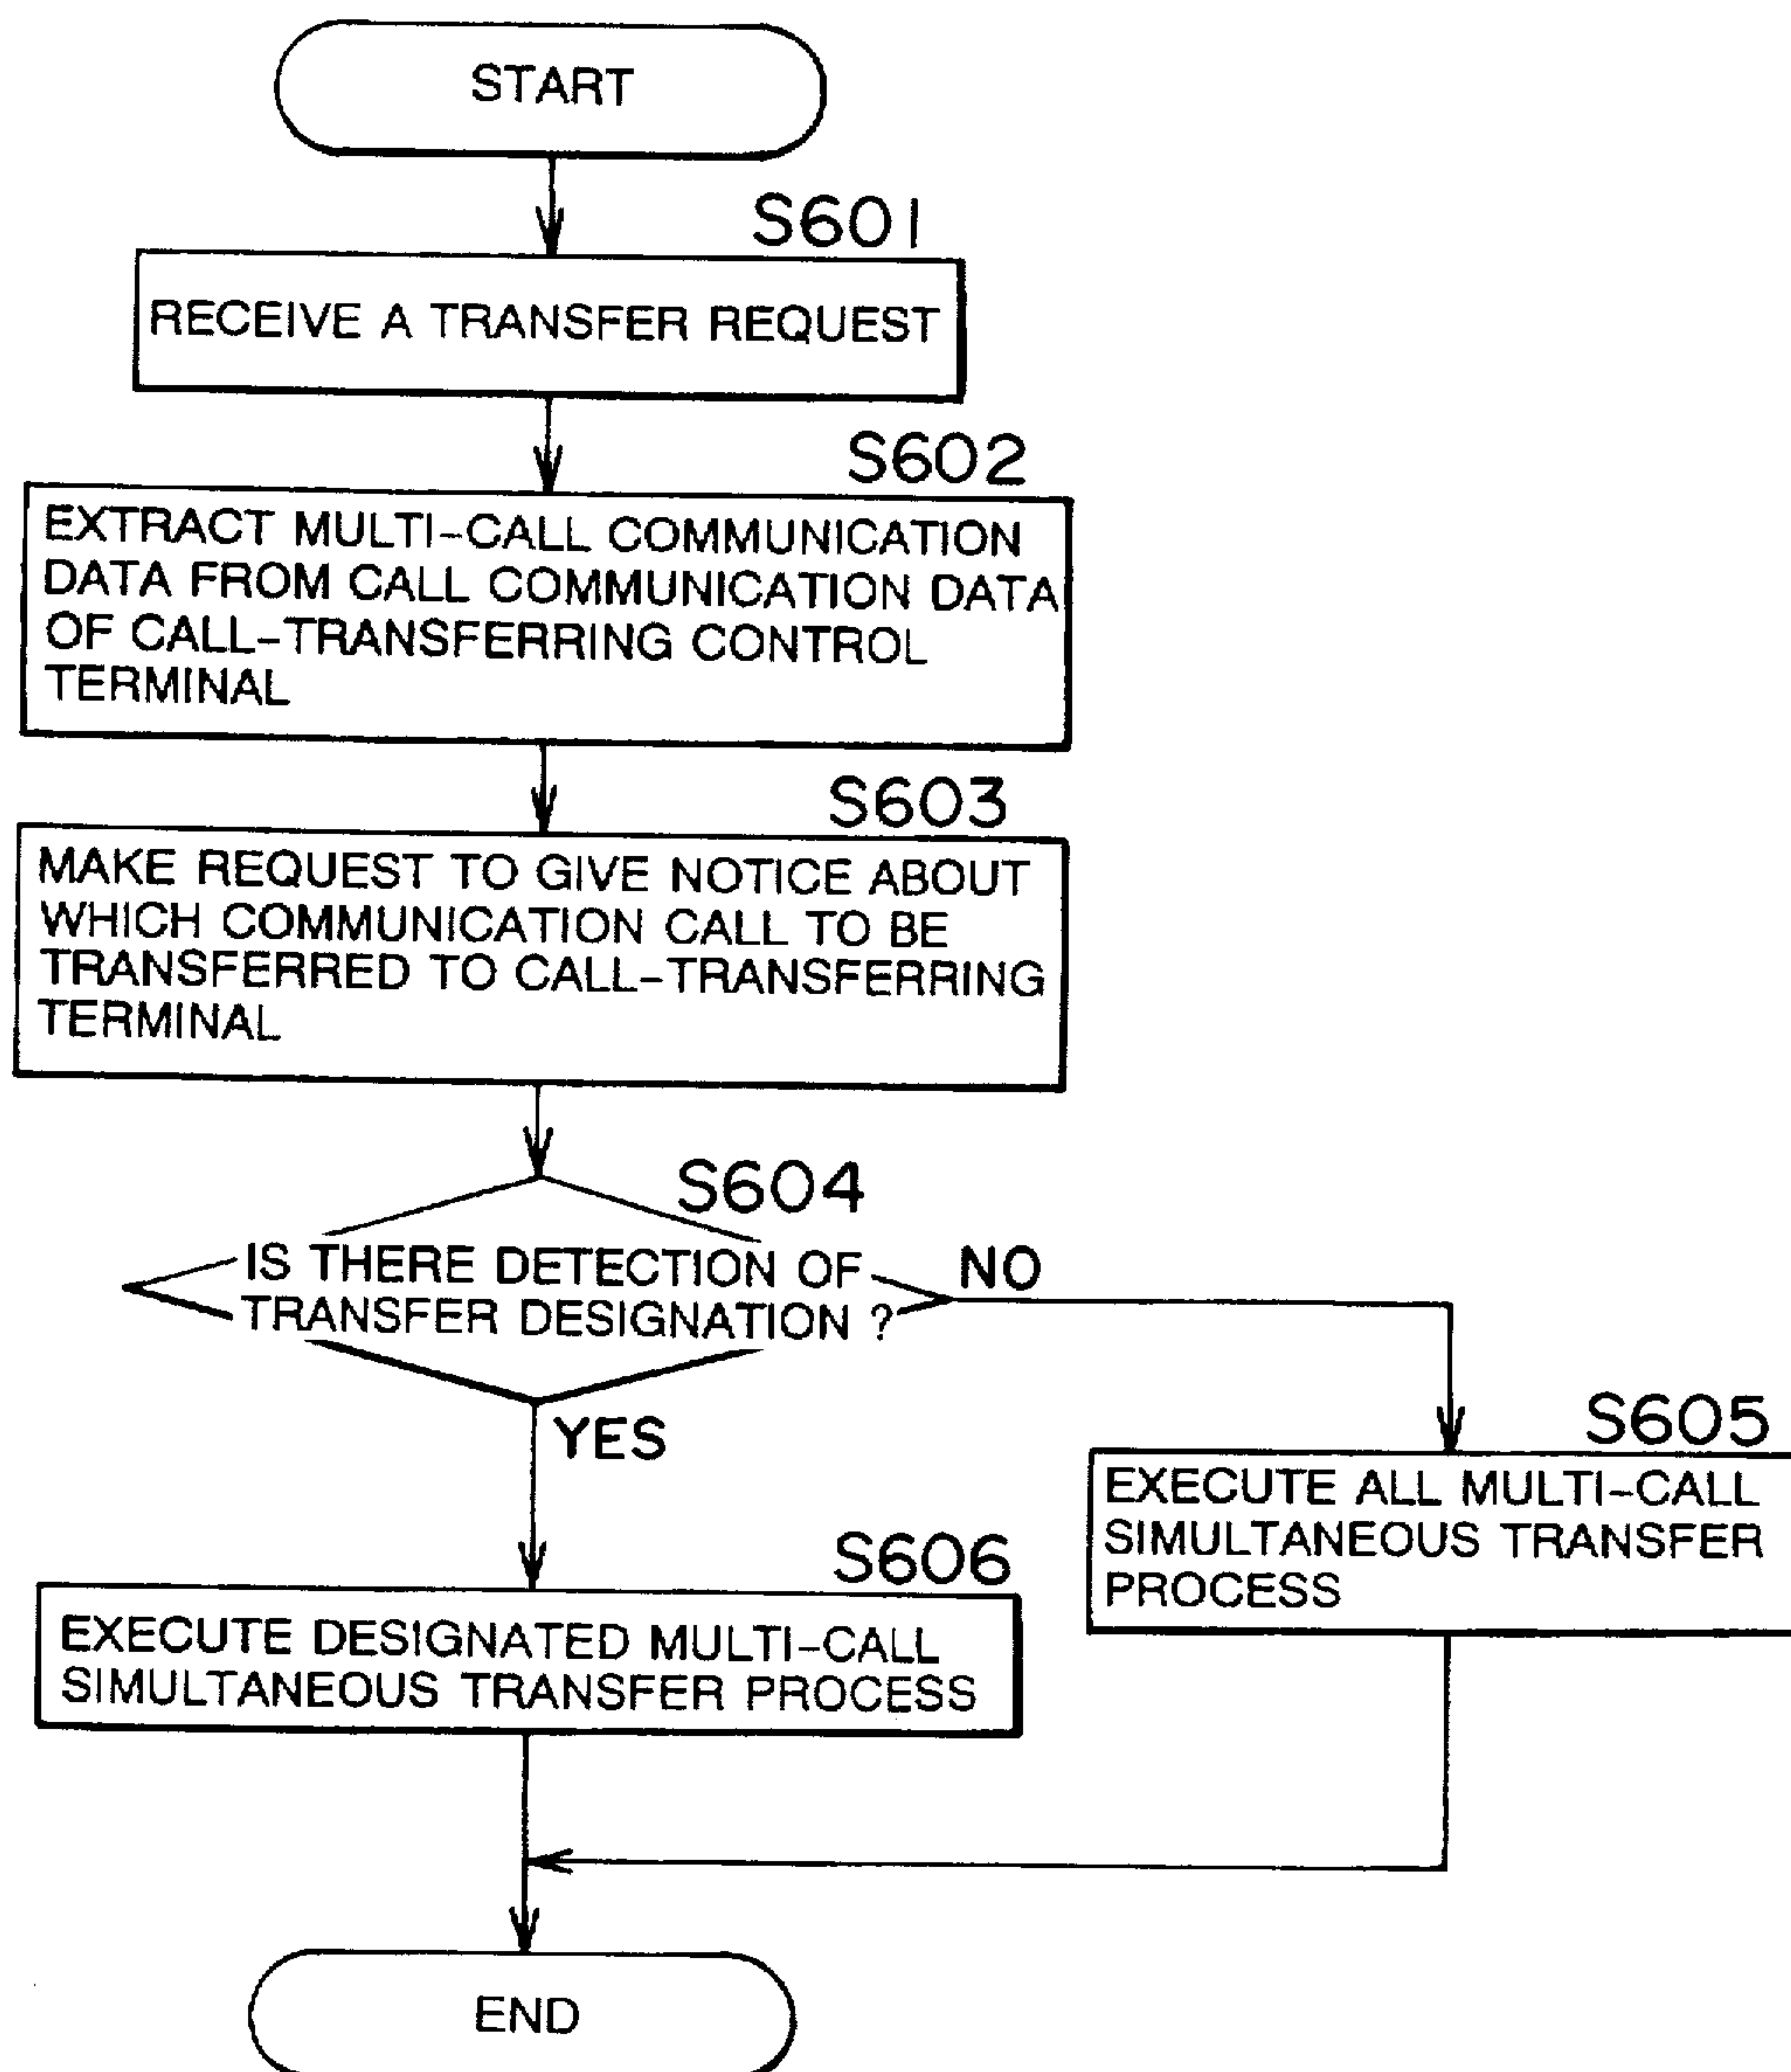 START
S601
RECEIVE A TRANSFER REQUEST
S602
EXTRACT MULTI-CALL COMMUNICATION
DATA FROM CALL COMMUNICATION DATA
OF CALL-TRANSFERRING CONTROL
TERMINAL
S603
MAKE REQUEST TO GIVE NOTICE ABOUT
WHICH COMMUNICATION CALL TO BE
TRANSFERRED TO CALL-TRANSFERRING
TERMINAL
S604
IS THERE DETECTION OF
TRANSFER DESIGNATION ?
NO
YES
S605
EXECUTE ALL MULTI-CALL
SIMULTANEOUS TRANSFER
PROCESS
S606
EXECUTE DESIGNATED MULTI-CALL
SIMULTANEOUS TRANSFER PROCESS
END